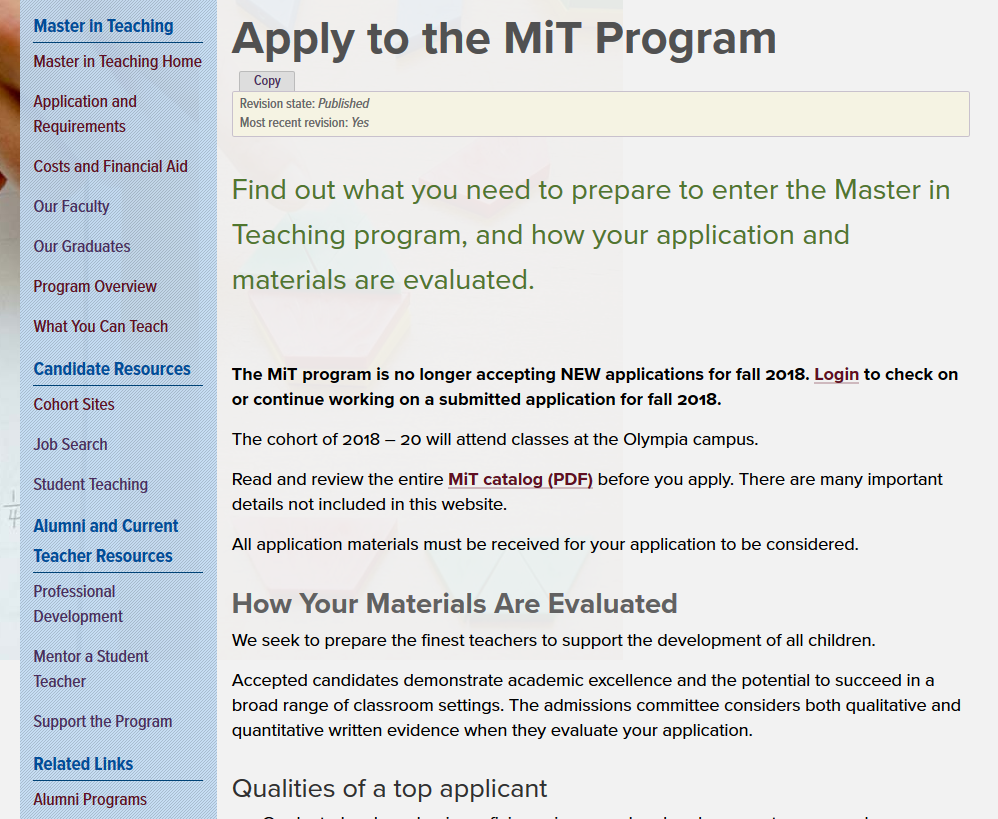 Master in Teaching
Master in Teaching Home
Application and
Requirements
Costs and Financial Aid
Our Faculty
Our Graduates
Program Overview
What You Can Teach
Candidate Resources
Cohort Sites
Job Search
Student Teaching
Alumni and Current
Teacher Resources
Professional
Development
Mentor a Student
Teacher
Support the Program
Related Links
Alumni Programs
Apply to the MiT Program
Copy
Revision state: Published
Most recent revision: Yes
Find out what you need to prepare to enter the Master in
Teaching program, and how your application and
materials are evaluated.
The MiT program is no longer accepting NEW applications for fall 2018. Login to check on
or continue working on a submitted application for fall 2018.
The cohort of 2018 – 20 will attend classes at the Olympia campus.
Read and review the entire MiT catalog (PDF) before you apply. There are many important
details not included in this website.
All application materials must be received for your application to be considered.
How Your Materials Are Evaluated
We seek to prepare the finest teachers to support the development of all children.
Accepted candidates demonstrate academic excellence and the potential to succeed in a
broad range of classroom settings. The admissions committee considers both qualitative and
quantitative written evidence when they evaluate your application.
Qualities of a top applicant